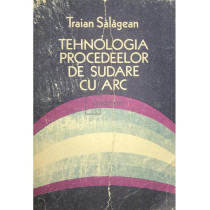 Traian Sălăgean
TEHNOLOGIA
PROCEDEELOR
DE SUDARE
CU ARC